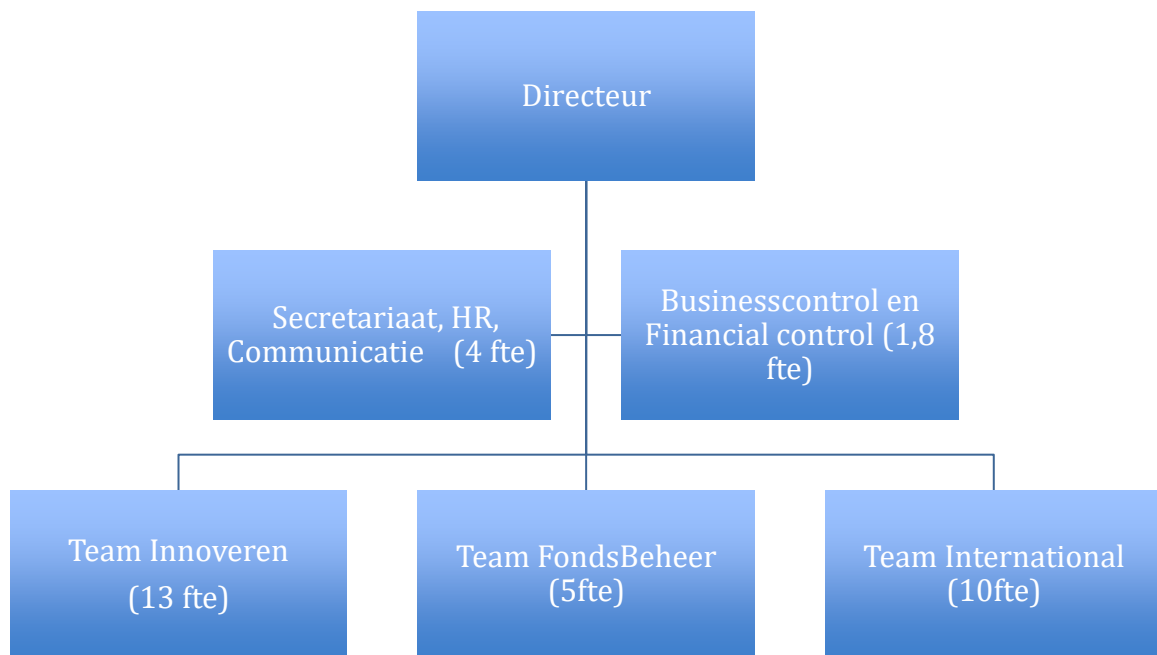 Directeur
Secretariaat, HR,
Communicatie (4 fte)
Businesscontrol en
Financial control (1,8
fte)
Team Innoveren
(13 fte)
Team FondsBeheer
(5fte)
Team International
(10fte)